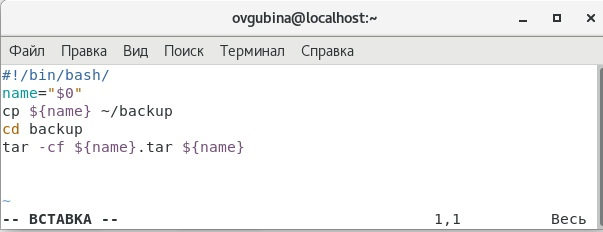 ovgubina@localhost:~
Файл Правка Вид Поиск Терминал Справка
#!/bin/bash/
name="$0"
cp ${name} ~/backup
cd backup
tar -cf ${name}.tar ${name}
~
-- ВСТАВКА -- 1,1 Весь